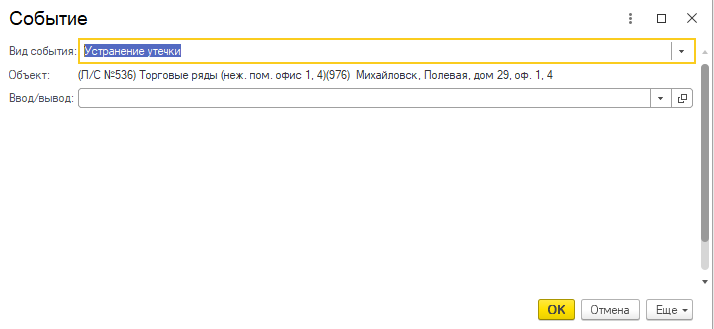 Событие
Вид события: Устранение утечки
Объект: (Л/С №536) Торговые ряды (неж. пом. офис 1, 4)(976) Михайловск, Полевая, дом 29, оф. 1, 4
Ввод/вывод:
ОК Отмена Еще